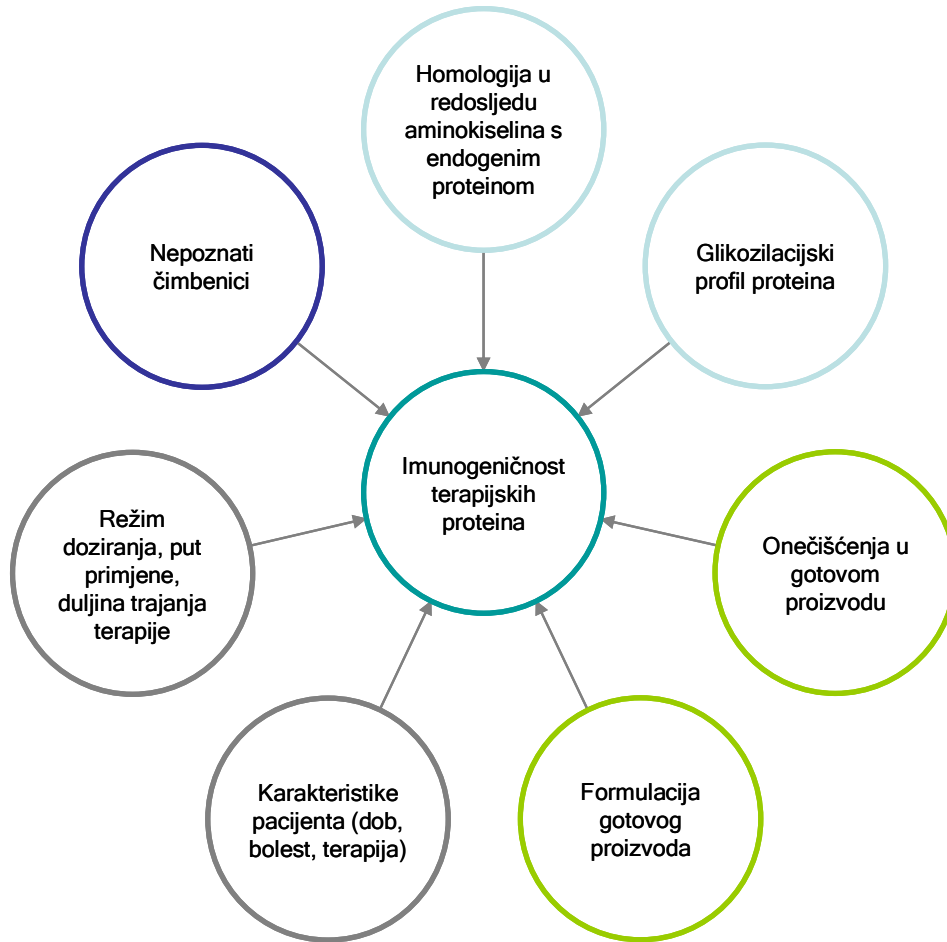 Homologija u
redosljedu
aminokiselina s
endogenim
proteinom
Nepoznati
čimbenici
Glikozilacijski
profil proteina
Imunogeničnost
terapijskih
proteina
Režim
doziranja, put
primjene,
duljina trajanja
terapije
Onečišćenja u
gotovom
proizvodu
Karakteristike
pacijenta (dob,
bolest, terapija)
Formulacija
gotovog
proizvoda